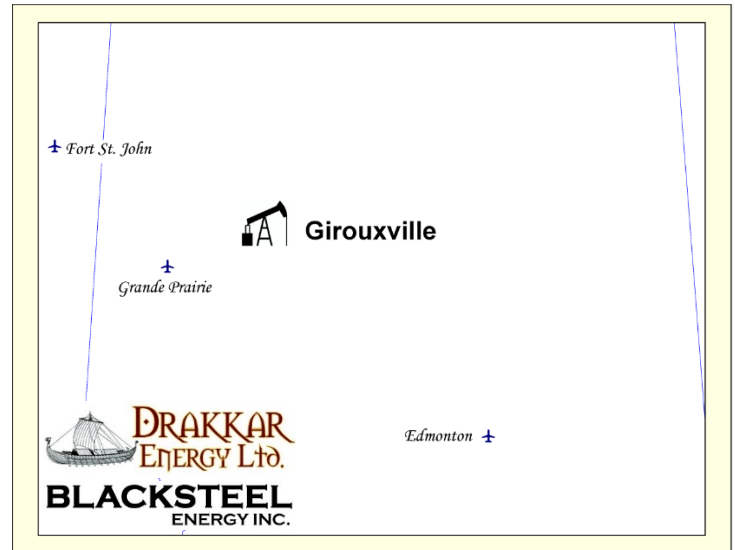 Fort St. John
Girouxville
Grande Prairie
Edmonton
DRAKKAR
ENERGY LTD.
BLACKSTEEL
ENERGY INC.